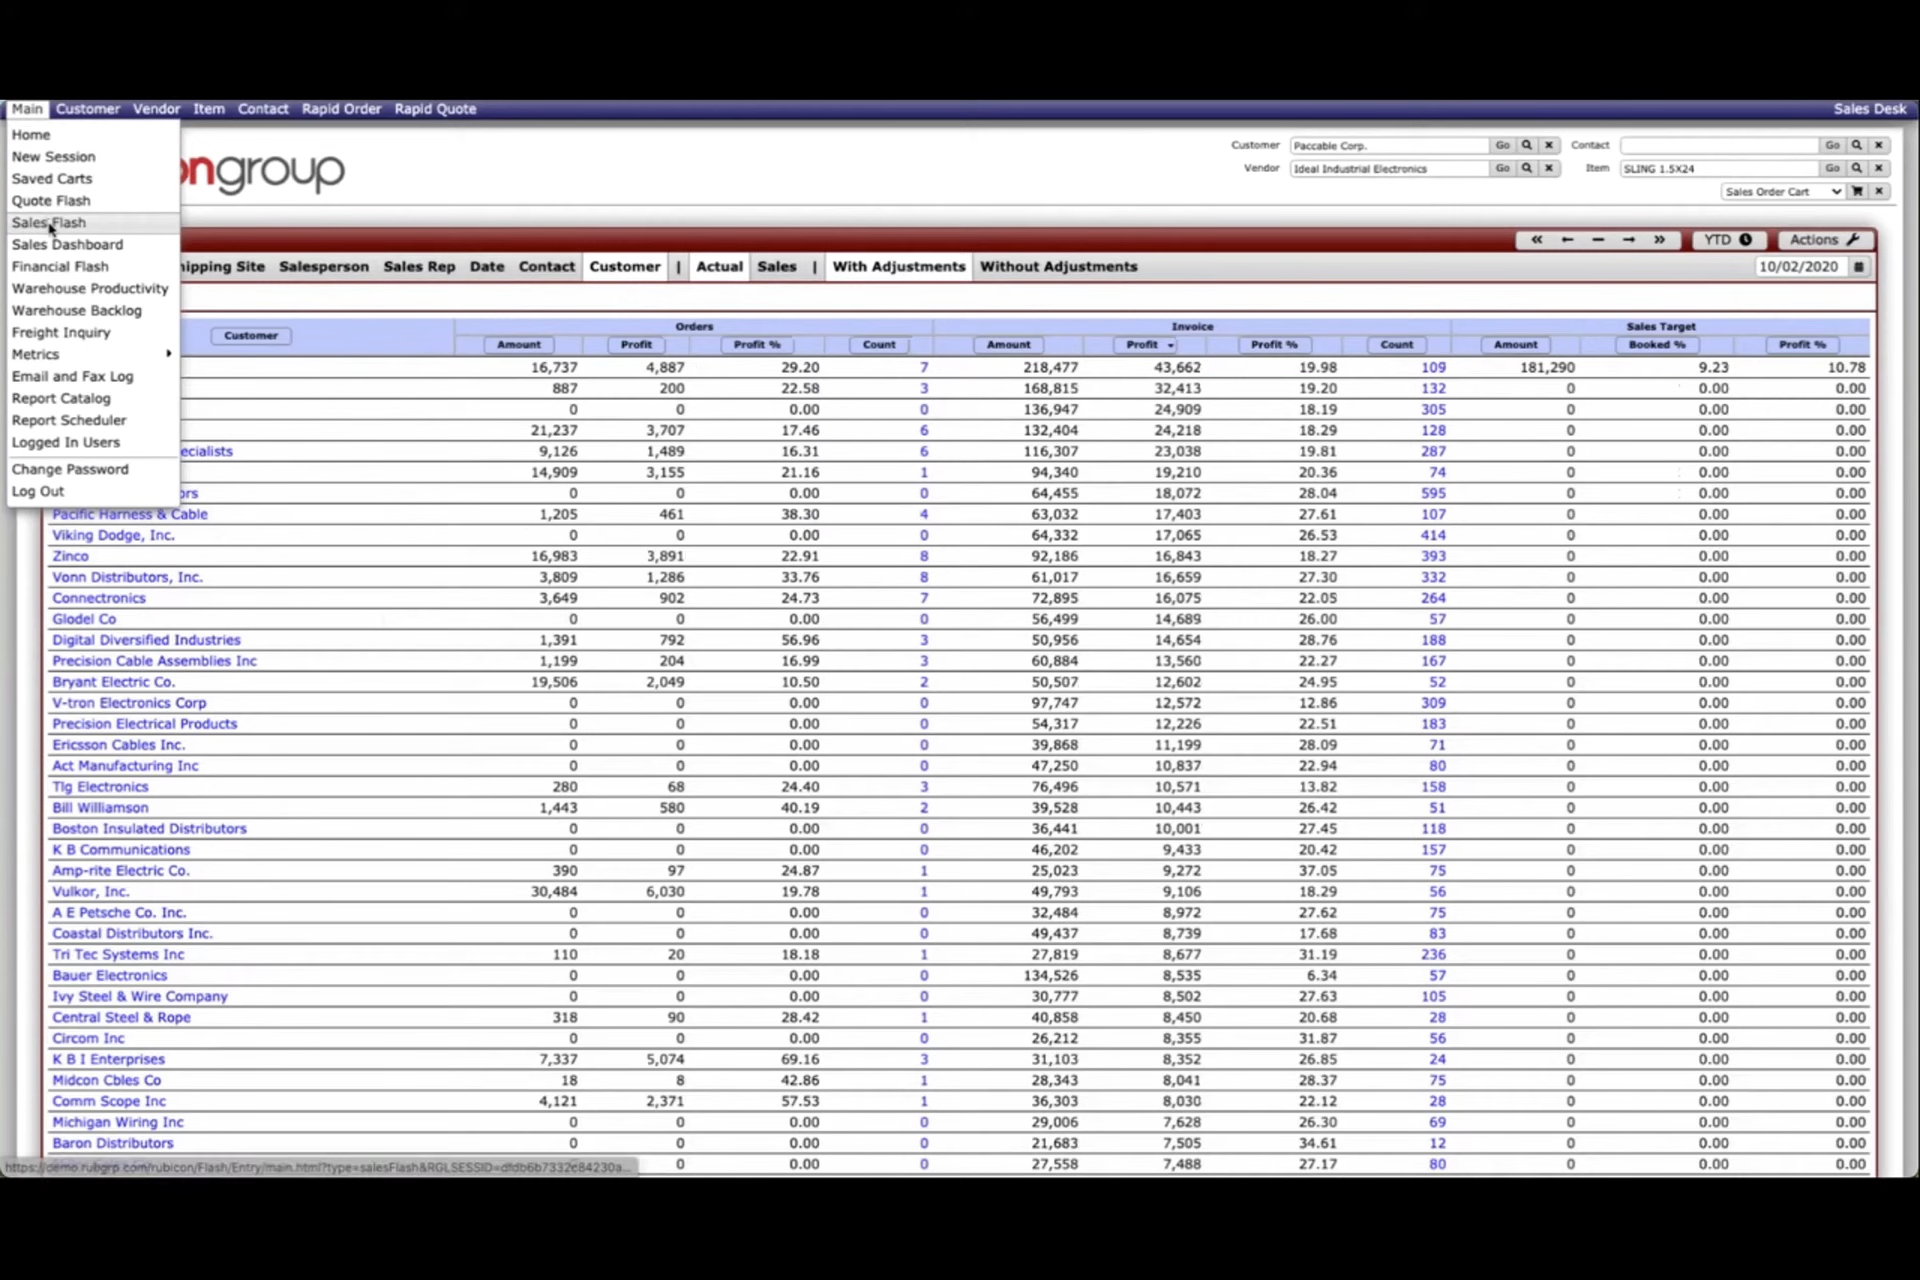 Main Customer Vendor Item Contact Rapid Order Rapid Quote Sales Desk
Home
New Session
Saved Carts
Quote Flash
Sales Flash
Sales Dashboard
Financial Flash
Warehouse Productivity
Warehouse Backlog
Freight Inquiry
Metrics
Email and Fax Log
Report Catalog
Report Scheduler
Logged In Users
Change Password
Log Out
ongroup
Customer Paccable Corp. Go Contact Go
Vendor Ideal Industrial Electronics Go Item SLING 1.5X24 Go
Sales Order Cart
YTD Actions
hipping Site Salesperson Sales Rep Date Contact Customer | Actual Sales | With Adjustments Without Adjustments 10/02/2020
Customer Orders Invoice Sales Target
Amount Profit Profit % Count Amount Profit Profit % Count Amount Booked % Profit %
16,737 4,887 29.20 7 218,477 43,662 19.98 109 181,290 9.23 10.78
887 200 22.58 3 168,815 32,413 19.20 132 0 0.00 0.00
0 0 0.00 0 136,947 24,909 18.19 305 0 0.00 0.00
21,237 3,707 17.46 6 132,404 24,218 18.29 128 0 0.00 0.00
ecialists 9,126 1,489 16.31 6 116,307 23,038 19.81 287 0 0.00 0.00
14,909 3,155 21.16 1 94,340 19,210 20.36 74 0 0.00 0.00
ors 0 0 0.00 0 64,455 18,072 28.04 595 0 0.00 0.00
Pacific Harness & Cable 1,205 461 38.30 4 63,032 17,403 27.61 107 0 0.00 0.00
Viking Dodge, Inc. 0 0 0.00 0 64,332 17,065 26.53 414 0 0.00 0.00
Zinco 16,983 3,891 22.91 8 92,186 16,843 18.27 393 0 0.00 0.00
Vonn Distributors, Inc. 3,809 1,286 33.76 8 61,017 16,659 27.30 332 0 0.00 0.00
Connectronics 3,649 902 24.73 7 72,895 16,075 22.05 264 0 0.00 0.00
Glodel Co 0 0 0.00 0 56,499 14,689 26.00 57 0 0.00 0.00
Digital Diversified Industries 1,391 792 56.96 3 50,956 14,654 28.76 188 0 0.00 0.00
Precision Cable Assemblies Inc 1,199 204 16.99 3 60,884 13,560 22.27 167 0 0.00 0.00
Bryant Electric Co. 19,506 2,049 10.50 2 50,507 12,602 24.95 52 0 0.00 0.00
V-tron Electronics Corp 0 0 0.00 0 97,747 12,572 12.86 309 0 0.00 0.00
Precision Electrical Products 0 0 0.00 0 54,317 12,226 22.51 183 0 0.00 0.00
Ericsson Cables Inc. 0 0 0.00 0 39,868 11,199 28.09 71 0 0.00 0.00
Act Manufacturing Inc 0 0 0.00 0 47,250 10,837 22.94 80 0 0.00 0.00
Tlg Electronics 280 68 24.40 3 76,496 10,571 13.82 158 0 0.00 0.00
Bill Williamson 1,443 580 40.19 2 39,528 10,443 26.42 51 0 0.00 0.00
Boston Insulated Distributors 0 0 0.00 0 36,441 10,001 27.45 118 0 0.00 0.00
K B Communications 0 0 0.00 0 46,202 9,433 20.42 157 0 0.00 0.00
Amp-rite Electric Co. 390 97 24.87 1 25,023 9,272 37.05 75 0 0.00 0.00
Vulkor, Inc. 30,484 6,030 19.78 1 49,793 9,106 18.29 56 0 0.00 0.00
A E Petsche Co. Inc. 0 0 0.00 0 32,484 8,972 27.62 75 0 0.00 0.00
Coastal Distributors Inc. 0 0 0.00 0 49,437 8,739 17.68 83 0 0.00 0.00
Tri Tec Systems Inc 110 20 18.18 1 27,819 8,677 31.19 236 0 0.00 0.00
Bauer Electronics 0 0 0.00 0 134,526 8,535 6.34 57 0 0.00 0.00
Ivy Steel & Wire Company 0 0 0.00 0 30,777 8,502 27.63 105 0 0.00 0.00
Central Steel & Rope 318 90 28.42 1 40,858 8,450 20.68 28 0 0.00 0.00
Circom Inc 0 0 0.00 0 26,212 8,355 31.87 56 0 0.00 0.00
K B I Enterprises 7,337 5,074 69.16 3 31,103 8,352 26.85 24 0 0.00 0.00
Midcon Cbles Co 18 8 42.86 1 28,343 8,041 28.37 75 0 0.00 0.00
Comm Scope Inc 4,121 2,371 57.53 1 36,303 8,030 22.12 28 0 0.00 0.00
Michigan Wiring Inc 0 0 0.00 0 29,006 7,628 26.30 69 0 0.00 0.00
Baron Distributors 0 0 0.00 0 21,683 7,505 34.61 12 0 0.00 0.00
0 0.00 0 27,558 7,488 27.17 80 0 0.00 0.00